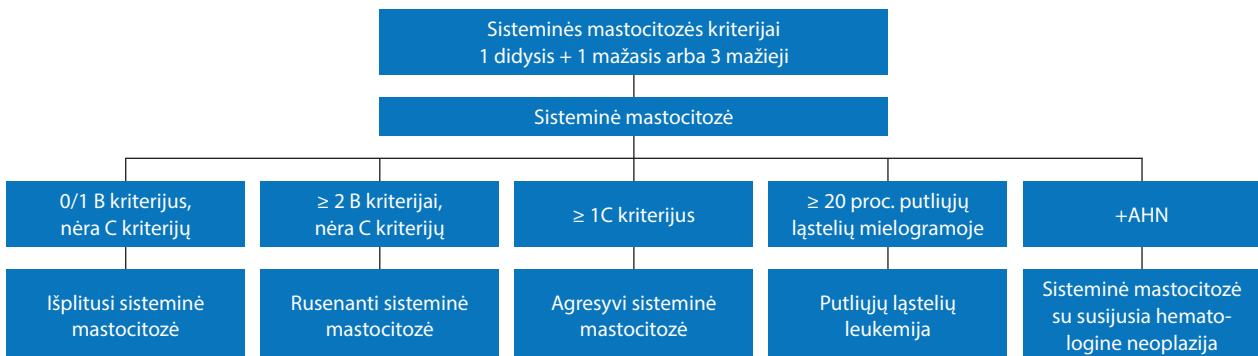 Sisteminės mastocitozės kriterijai
1 didysis + 1 mažasis arba 3 mažieji
Sisteminė mastocitozė
0/1 B kriterijus,
nėra C kriterijų
≥ 2 B kriterijai,
nėra C kriterijų
≥ 1C kriterijus
≥ 20 proc. putliųjų
ląstelių mielogramoje
+AHN
Išplitusi sisteminė
mastocitozė
Rusenanti sisteminė
mastocitozė
Agresyvi sisteminė
mastocitozė
Putliųjų ląstelių
leukemija
Sisteminė mastocitozė
su susijusia hemato-
logine neoplazija